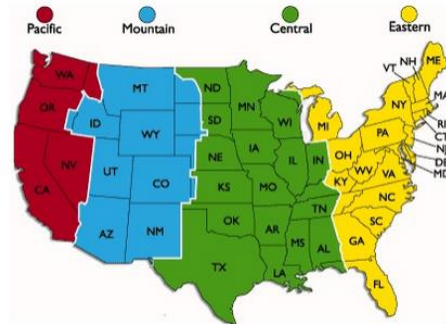 Pacific
Mountain
Central
Eastern
WA
OR
CA
NV
ID
MT
WY
UT
CO
AZ
NM
ND
SD
NE
KS
OK
TX
MN
IA
MO
AR
LA
WI
IL
IN
TN
MS
AL
MI
OH
KY
WV
VA
NC
SC
GA
FL
PA
NY
VT
NH
ME
MA
RI
CT
NJ
DE
MD